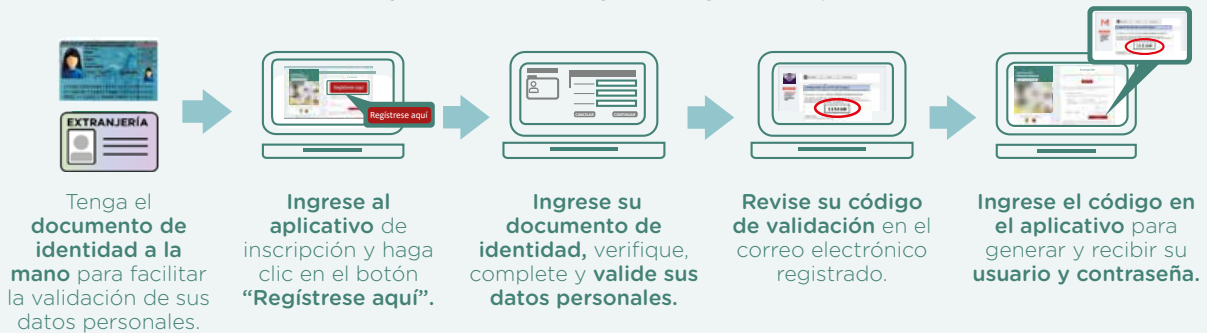 EXTRANJERÍA
Regístrese aquí
Regístrese aquí
CANCELAR
CONTINUAR
Tenga el
documento de
identidad a la
mano para facilitar
la validación de sus
datos personales.
Ingrese al
aplicativo de
inscripción y haga
clic en el botón
“Regístrese aquí”.
Ingrese su
documento de
identidad, verifique,
complete y valide sus
datos personales.
Revise su código
de validación en el
correo electrónico
registrado.
Ingrese el código en
el aplicativo para
generar y recibir su
usuario y contraseña.